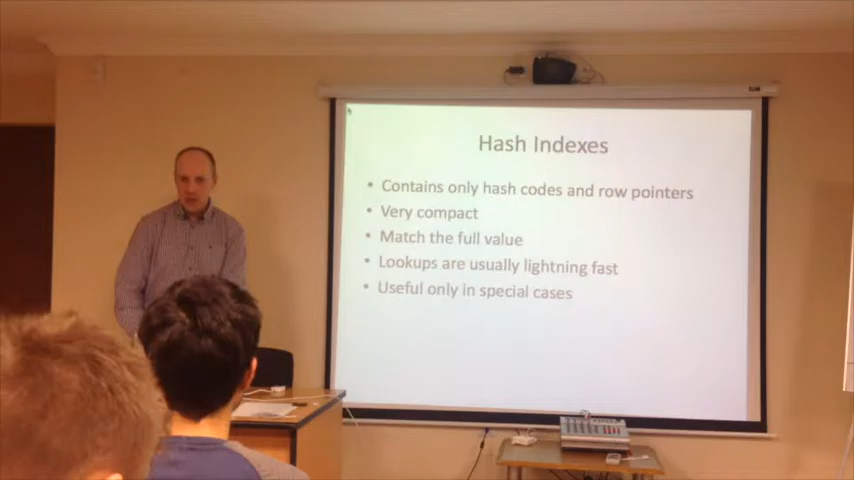 Hash Indexes
• Contains only hash codes and row pointers
• Very compact
• Match the full value
• Lookups are usually lightning fast
• Useful only in special cases